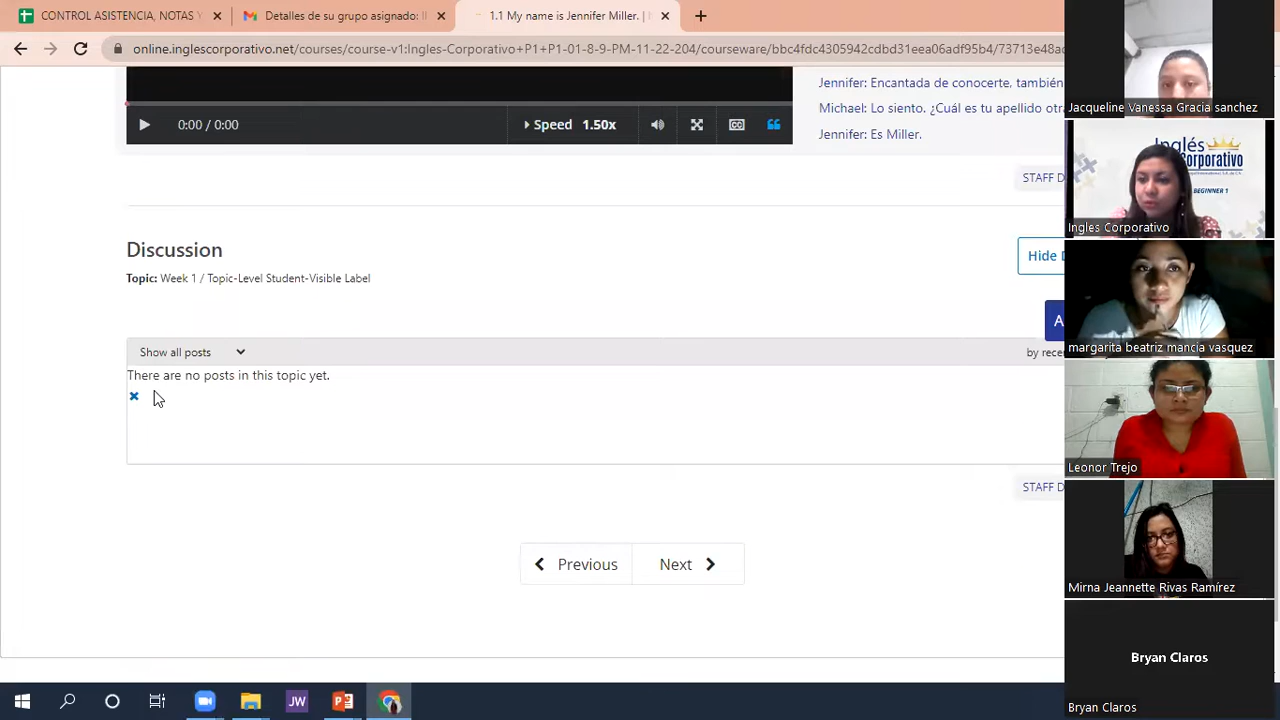 CONTROL ASISTENCIA, NOTAS Y
Detalles de su grupo asignado: II
1.1 My name is Jennifer Miller. |
online.inglescorporativo.net/courses/course-v1:Ingles-Corporativo+P1+P1-01-8-9-PM-11-22-204/courseware/bbc4fdc4305942cdbd31eea06adf95b4/73713e48ac
Jennifer: Encantada de conocerte, también
Michael: Lo siento. ¿Cuál es tu apellido otra
Jennifer: Es Miller.
0:00 / 0:00
Speed 1.50x
STAFF D
Discussion
Hide D
Topic: Week 1 / Topic-Level Student-Visible Label
A
Show all posts
by rece
There are no posts in this topic yet.
STAFF D
Previous
Next
JW
Jacqueline Vanessa Gracia sanchez
Inglés
Corporativo
BEGINNER 1
Ingles Corporativo
margarita beatriz mancia vasquez
Leonor Trejo
Mirna Jeannette Rivas Ramírez
Bryan Claros
Bryan Claros